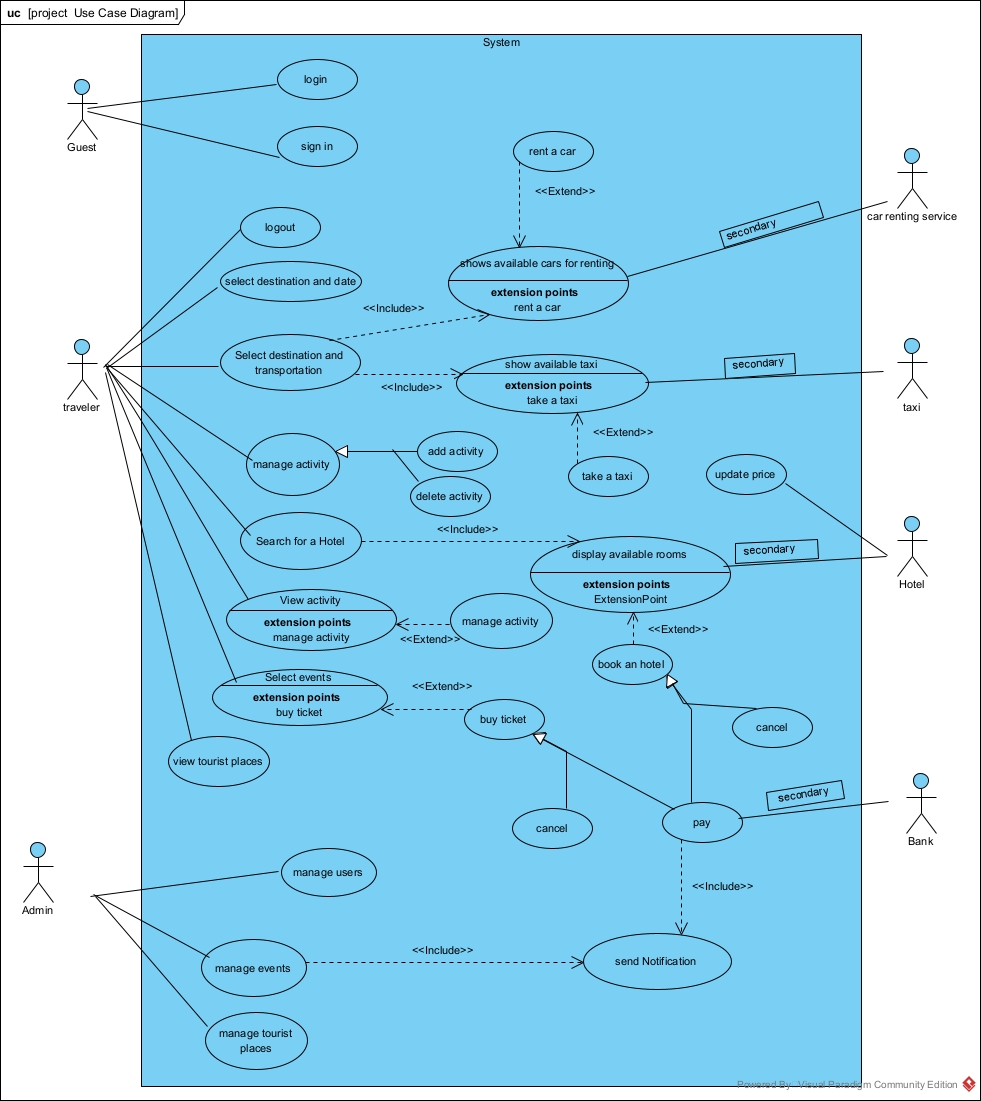 uc [project Use Case Diagram]
System
login
Guest
sign in
rent a car
<<Extend>>
car renting service
secondary
logout
shows available cars for renting
extension points
rent a car
select destination and date
<<Include>>
Select destination and
transportation
show available taxi
extension points
take a taxi
<<Include>>
secondary
traveler
taxi
<<Extend>>
add activity
manage activity
delete activity
take a taxi
update price
<<Include>>
Search for a Hotel
display available rooms
extension points
ExtensionPoint
secondary
Hotel
View activity
extension points
manage activity
manage activity
<<Extend>>
<<Extend>>
book an hotel
Select events
extension points
buy ticket
<<Extend>>
buy ticket
cancel
view tourist places
secondary
cancel
pay
Bank
manage users
<<Include>>
Admin
<<Include>>
manage events
send Notification
manage tourist
places
Powered By: Visual Paradigm Community Edition